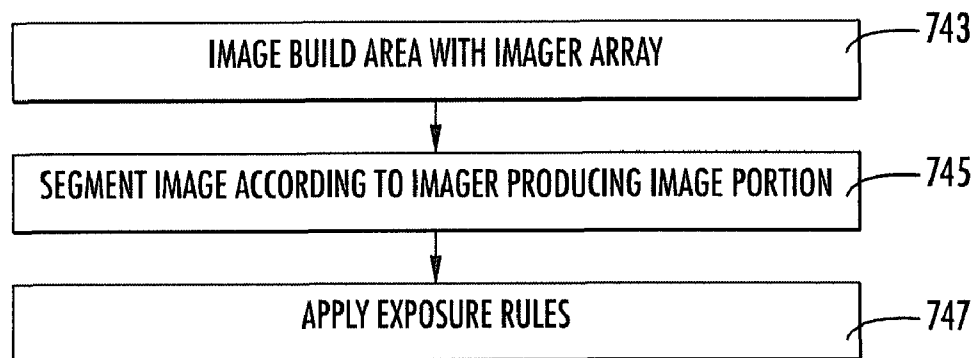 IMAGE BUILD AREA WITH IMAGER ARRAY
743
SEGMENT IMAGE ACCORDING TO IMAGER PRODUCING IMAGE PORTION
745
APPLY EXPOSURE RULES
747